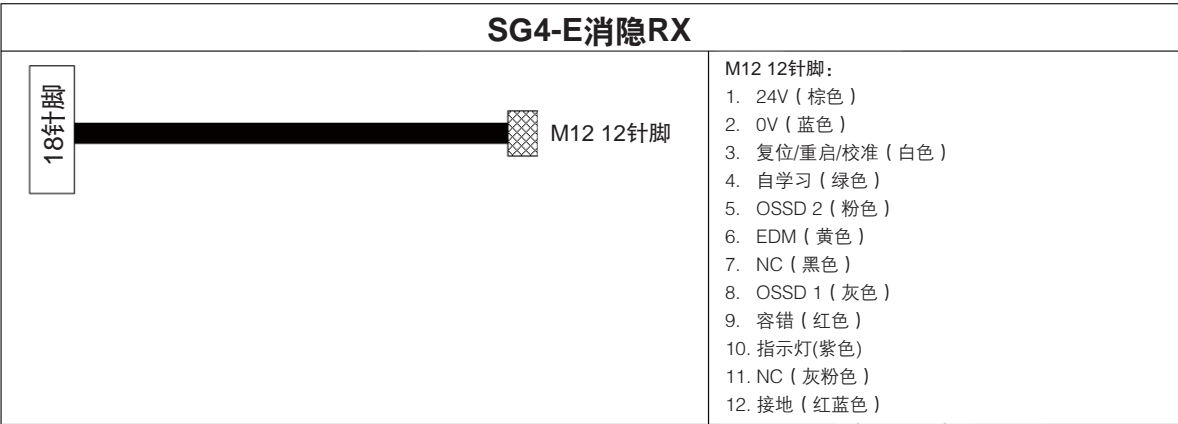 SG4-E消隐RX
18针脚
M12 12针脚
M12 12针脚：
1. 24V（棕色）
2. 0V（蓝色）
3. 复位/重启/校准（白色）
4. 自学习（绿色）
5. OSSD 2（粉色）
6. EDM（黄色）
7. NC（黑色）
8. OSSD 1（灰色）
9. 容错（红色）
10. 指示灯(紫色)
11. NC（灰粉色）
12. 接地（红蓝色）